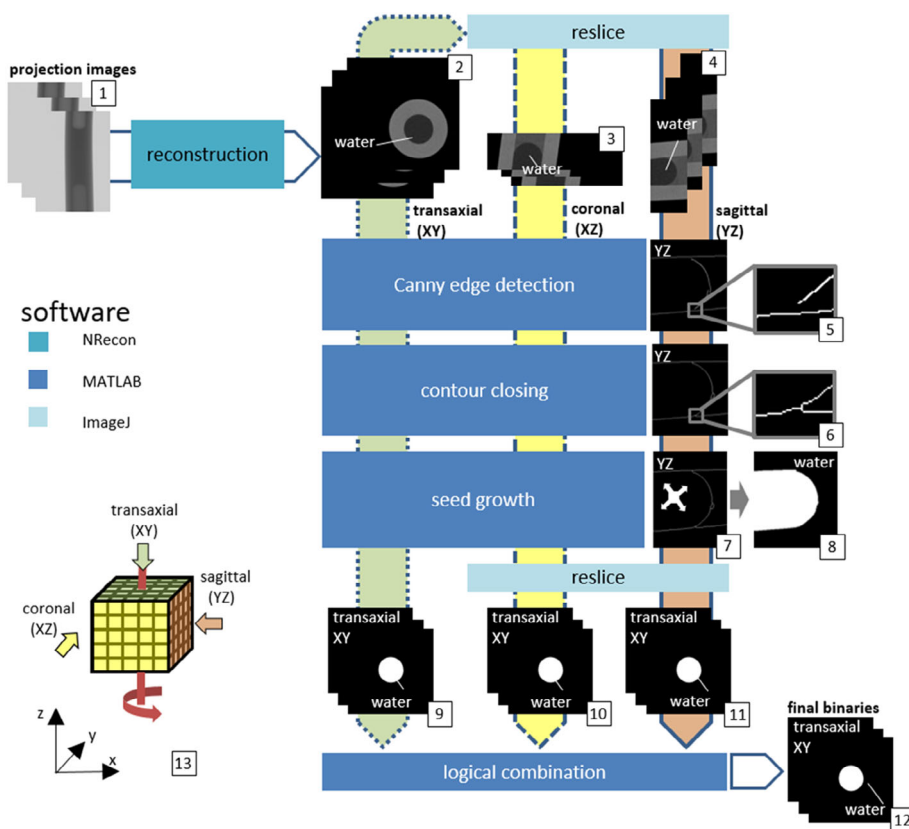 reslice
projection images
1
2
4
water
3
water
water
reconstruction
transaxial
(XY)
coronal
(XZ)
sagittal
(YZ)
Canny edge detection
YZ
5
software
NRecon
MATLAB
ImageJ
contour closing
YZ
6
seed growth
YZ
7
water
8
transaxial
(XY)
sagittal
(YZ)
coronal
(XZ)
z
y
x
13
reslice
transaxial
XY
water
9
transaxial
XY
water
10
transaxial
XY
water
11
logical combination
final binaries
transaxial
XY
water
12